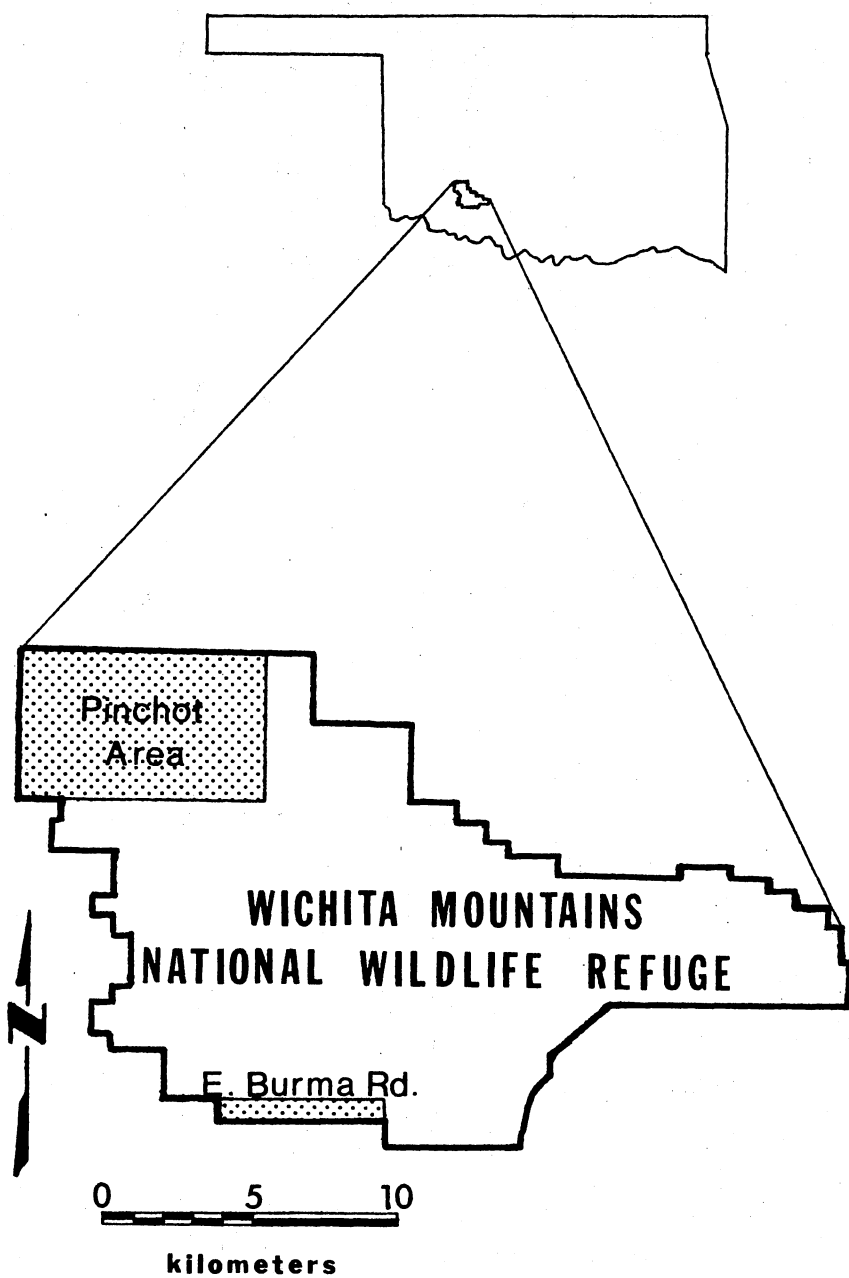 Pinchot
Area
WICHITA MOUNTAINS
NATIONAL WILDLIFE REFUGE
N
E. Burma Rd.
0 5 10
kilometers